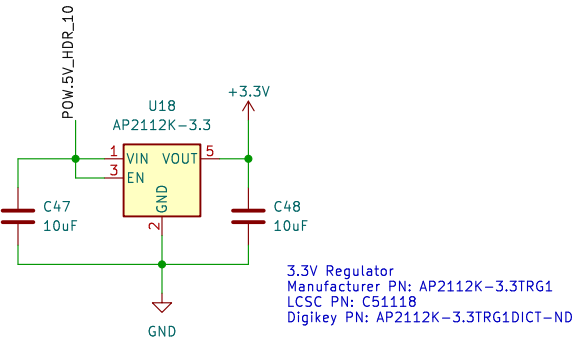 POW.5V_HDR_10
+3.3V
U18
AP2112K-3.3
1 VIN VOUT 5
3 EN
GND
2
C47
10uF
C48
10uF
GND
3.3V Regulator
Manufacturer PN: AP2112K-3.3TRG1
LCSC PN: C51118
Digikey PN: AP2112K-3.3TRG1DICT-ND